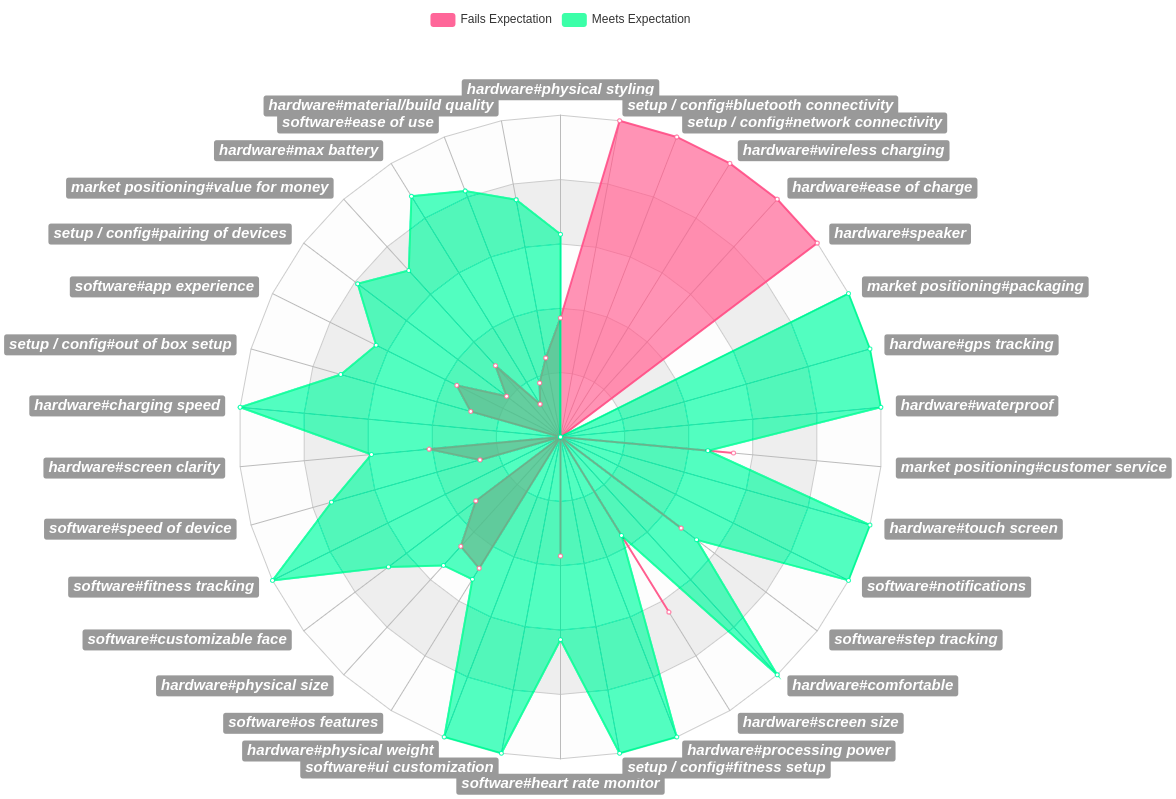 Fails Expectation
Meets Expectation
hardware#physical styling
hardware#material/build quality
setup / config#bluetooth connectivity
software#ease of use
setup / config#network connectivity
hardware#max battery
hardware#wireless charging
market positioning#value for money
hardware#ease of charge
setup / config#pairing of devices
hardware#speaker
software#app experience
market positioning#packaging
setup / config#out of box setup
hardware#gps tracking
hardware#charging speed
hardware#waterproof
hardware#screen clarity
market positioning#customer service
software#speed of device
hardware#touch screen
software#fitness tracking
software#notifications
software#customizable face
software#step tracking
hardware#physical size
hardware#comfortable
software#os features
hardware#screen size
hardware#physical weight
hardware#processing power
software#ui customization
setup / config#fitness setup
software#heart rate monitor